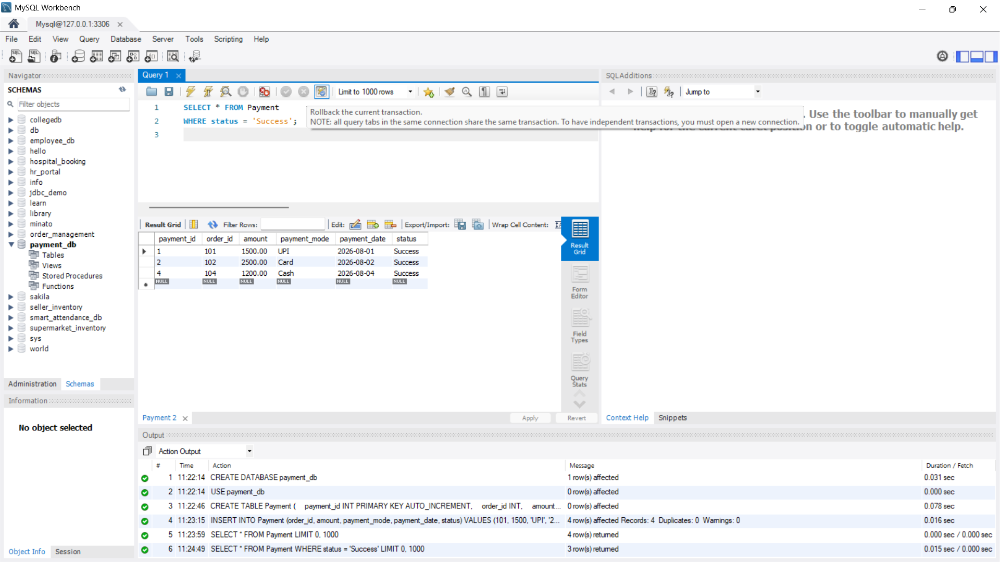 MySQL Workbench
Mysql@127.0.0.1:3306
File Edit View Query Database Server Tools Scripting Help
Navigator
SCHEMAS
Filter objects
collegedb
db
employee_db
hello
hospital_booking
hr_portal
info
jdbc_demo
learn
library
minato
order_management
payment_db
Tables
Views
Stored Procedures
Functions
sakila
seller_inventory
smart_attendance_db
supermarket_inventory
sys
world
Administration Schemas
Information
No object selected
Object Info Session
Query 1
Limit to 1000 rows
1 SELECT * FROM Payment
2 WHERE status = 'Success';
3
Rollback the current transaction.
NOTE: all query tabs in the same connection share the same transaction. To have independent transactions, you must open a new connection.
Result Grid Filter Rows: Edit: Export/Import: Wrap Cell Content:
payment_id order_id amount payment_mode payment_date status
1 101 1500.00 UPI 2026-08-01 Success
2 102 2500.00 Card 2026-08-02 Success
4 104 1200.00 Cash 2026-08-04 Success
NULL NULL NULL NULL NULL NULL
Result
Grid
Form
Editor
Field
Types
Query
Stats
Payment 2
Apply Revert
SQLAdditions
Jump to
. Use the toolbar to manually get
help for the current caret position or to toggle automatic help.
Context Help Snippets
Output
Action Output
# Time Action Message Duration / Fetch
1 11:22:14 CREATE DATABASE payment_db 1 row(s) affected 0.031 sec
2 11:22:14 USE payment_db 0 row(s) affected 0.000 sec
3 11:22:46 CREATE TABLE Payment ( payment_id INT PRIMARY KEY AUTO_INCREMENT, order_id INT, amount... 0 row(s) affected 0.078 sec
4 11:23:15 INSERT INTO Payment (order_id, amount, payment_mode, payment_date, status) VALUES (101, 1500, 'UPI', '2... 4 row(s) affected Records: 4 Duplicates: 0 Warnings: 0 0.016 sec
5 11:23:59 SELECT * FROM Payment LIMIT 0, 1000 4 row(s) returned 0.000 sec / 0.000 sec
6 11:24:49 SELECT * FROM Payment WHERE status = 'Success' LIMIT 0, 1000 3 row(s) returned 0.015 sec / 0.000 sec